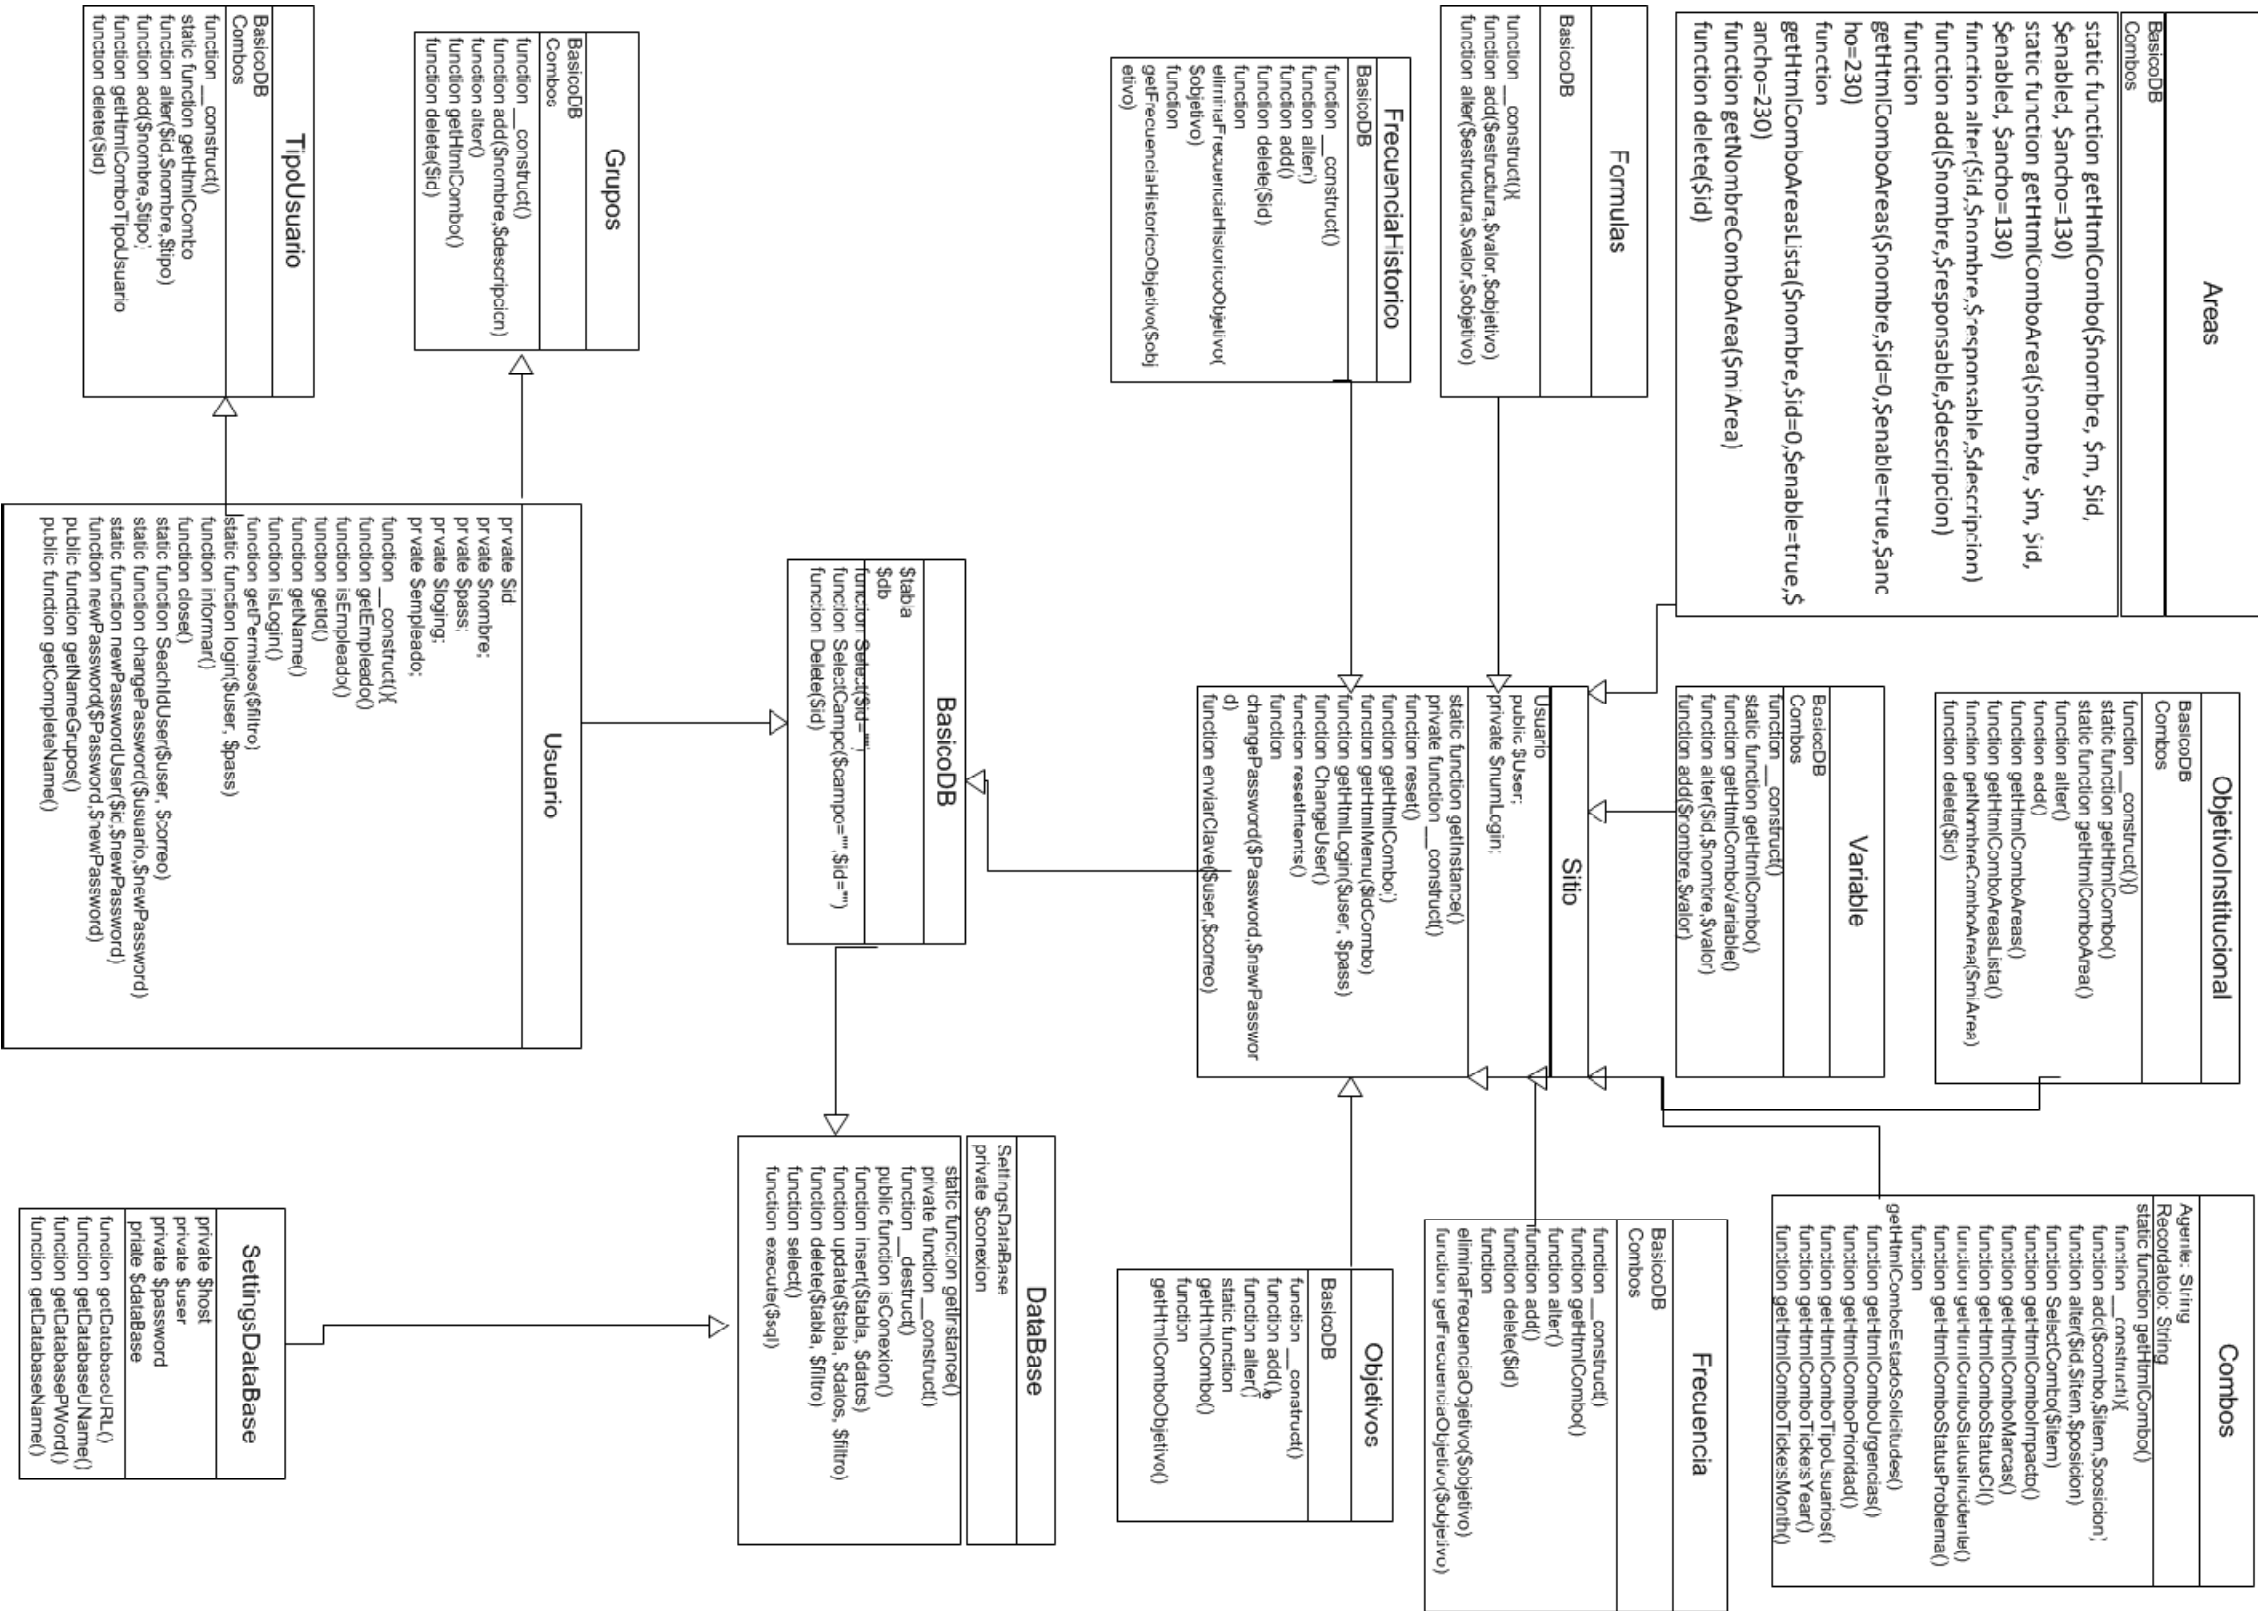 Areas
BasicoDB
Combos
static function getHtmlCombo($nombre, $m, $id,
$enabled, $ancho=130)
static function getHtmlComboArea($nombre, $m, $id,
$enabled, $ancho=130)
function alter($id,$nombre,$responsable,$descripcion)
function add($nombre,$responsable,$descripcion)
function
getHtmlComboAreas($nombre,$id=0,$enable=true,$anc
ho=230)
function
getHtmlComboAreasLista($nombre,$id=0,$enable=true,$
ancho=230)
function getNombreComboArea($miArea)
function delete($id)
ObjetivoInstitucional
BasicoDB
Combos
function __construct(){}
static function getHtmlCombo()
static function getHtmlComboArea()
function alter()
function add()
function getHtmlComboAreas()
function getHtmlComboAreasLista()
function getNombreComboArea($miArea)
function delete($id)
Combos
Agente: String
Recordatoio: String
static function getHtmlCombo()
function __construct(){
function add($combo,$item,$posicion)
function alter($id,$item,$posicion)
function SelectCombo($item)
function getHtmlComboImpacto()
function getHtmlComboMarcas()
function getHtmlComboStatusCI()
function getHtmlComboStatusIncidente()
function getHtmlComboStatusProblema()
function
getHtmlComboEstadoSolicitudes()
function getHtmlComboUrgencias()
function getHtmlComboPrioridad()
function getHtmlComboTipoUsuarios()
function getHtmlComboTicketsYear()
function getHtmlComboTicketsMonth()
Variable
BasicoDB
Combos
function __construct()
static function getHtmlCombo()
function getHtmlComboVariable()
function alter($id,$nombre,$valor)
function add($nombre,$valor)
Formulas
BasicoDB
function __construct(){
function add($estructura,$valor,$objetivo)
function alter($estructura,$valor,$objetivo)
Sitio
Usuario
public $User;
private $numLogin;
static function getInstance()
private function __construct()
function reset()
function getHtmlCombo()
function getHtmlMenu($idCombo)
function getHtmlLogin($user, $pass)
function ChangeUser()
function resetIntents()
function
changePassword($Password,$newPasswor
d)
function enviarClave($user,$correo)
Frecuencia
BasicoDB
Combos
function __construct()
function getHtmlCombo()
function alter()
function add()
function delete($id)
function
eliminaFrecuenciaObjetivo($objetivo)
function getFrecuenciaObjetivo($objetivo)
FrecuenciaHistorico
BasicoDB
function __construct()
function alter()
function add()
function delete($id)
function
eliminaFrecuenciaHistoricoObjetivo(
$objetivo)
function
getFrecuenciaHistoricoObjetivo($obj
etivo)
Objetivos
BasicoDB
function __construct()
function add()
function alter()
static function
getHtmlCombo()
function
getHtmlComboObjetivo()
BasicoDB
$tabla
$db
function Select($id="")
function SelectCampo($campo="",$id="")
function Delete($id)
DataBase
SettingsDataBase
private $conexion
static function getInstance()
private function __construct()
function __destruct()
public function isConexion()
function insert($tabla, $datos)
function update($tabla, $datos, $filtro)
function delete($tabla, $filtro)
function select()
function execute($sql)
Grupos
BasicoDB
Combos
function __construct()
function add($nombre,$descripcion)
function alter()
function getHtmlCombo()
function delete($id)
Usuario
private $id
private $nombre;
private $pass;
private $loging;
private $empleado;
function __construct(){
function getEmpleado()
function isEmpleado()
function getId()
function getName()
function isLogin()
function getPermisos($filtro)
static function login($user, $pass)
function informar()
function close()
static function SeachIdUser($user, $correo)
static function changePassword($usuario,$newPassword)
static function newPasswordUser($id,$newPassword)
function newPassword($Password,$newPassword)
public function getNameGrupos()
public function getCompleteName()
TipoUsuario
BasicoDB
Combos
function __construct()
static function getHtmlCombo
function alter($id,$nombre,$tipo)
function add($nombre,$tipo)
function getHtmlComboTipoUsuario
function delete($id)
SettingsDataBase
private $host
private $user
private $password
priate $dataBase
function getDatabaseURL()
function getDatabaseUName()
function getDatabasePWord()
function getDatabaseName()